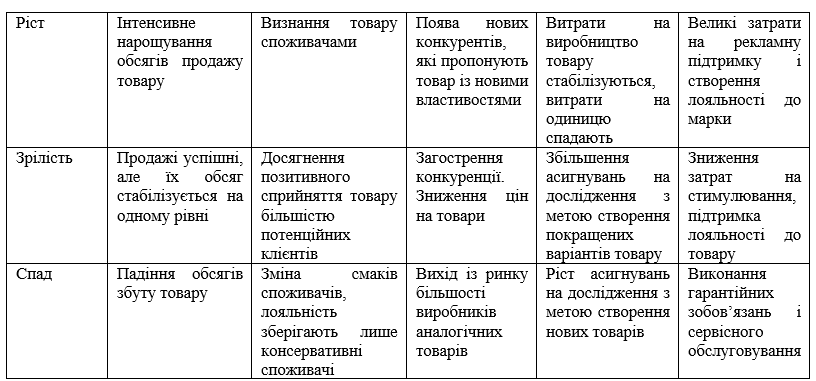 Ріст
Інтенсивне
нарощування
обсягів продажу
товару
Визнання товару
споживачами
Поява нових
конкурентів,
які пропонують
товар із новими
властивостями
Витрати на
виробництво
товару
стабілізуються,
витрати на
одиницю
спадають
Великі затрати
на рекламну
підтримку і
створення
лояльності до
марки
Зрілість
Продажі успішні,
але їх обсяг
стабілізується на
одному рівні
Досягнення
позитивного
сприйняття товару
більшістю
потенційних
клієнтів
Загострення
конкуренції.
Зниження цін
на товари
Збільшення
асигнувань на
дослідження з
метою створення
покращених
варіантів товару
Зниження
затрат на
стимулювання,
підтримка
лояльності до
товару
Спад
Падіння обсягів
збуту товару
Зміна смаків
споживачів,
лояльність
зберігають лише
консервативні
споживачі
Вихід із ринку
більшості
виробників
аналогічних
товарів
Ріст асигнувань
на дослідження з
метою створення
нових товарів
Виконання
гарантійних
зобов’язань і
сервісного
обслуговування